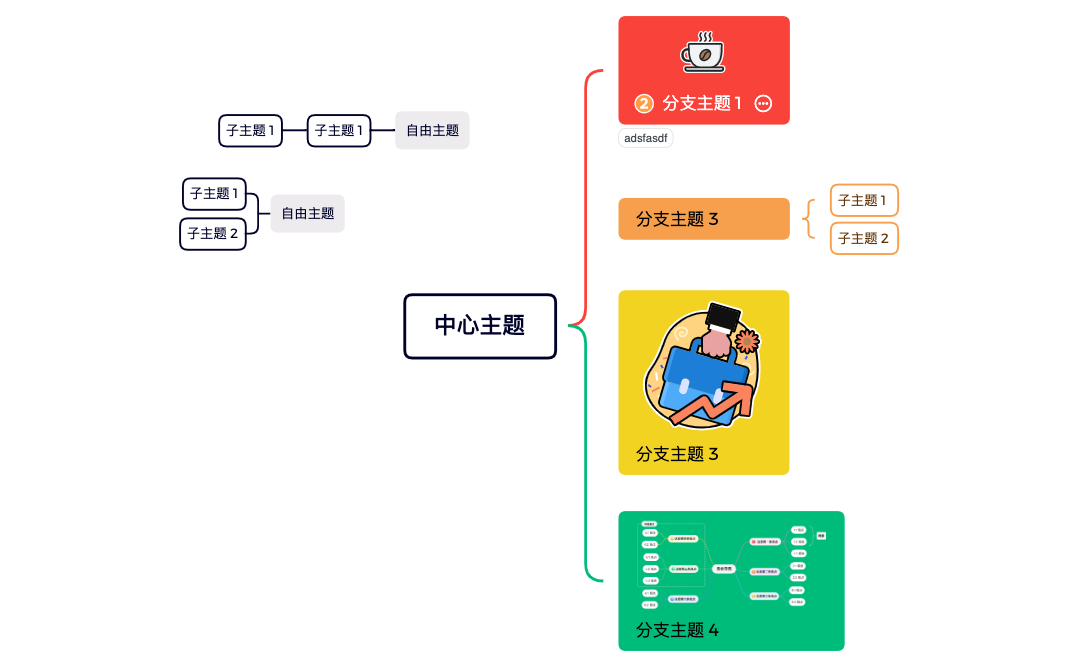 2 分支主题 1
adsfasdf
子主题 1
子主题 1
自由主题
子主题 1
子主题 2
自由主题
分支主题 3
子主题 1
子主题 2
中心主题
分支主题 3
分支主题 4